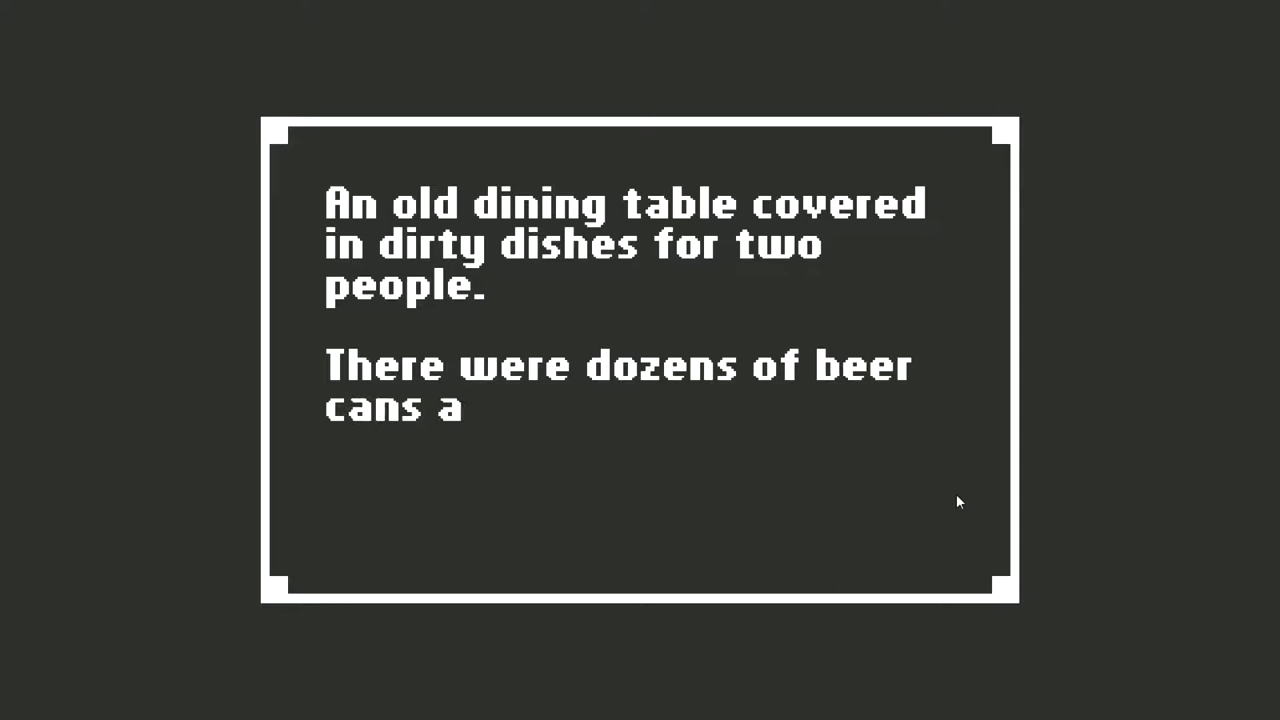 An old dining table covered
in dirty dishes for two
people.
There were dozens of beer
cans a